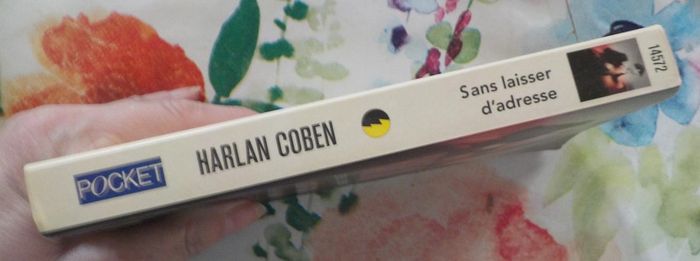 POCKET
HARLAN COBEN
Sans laisser
d'adresse
14572